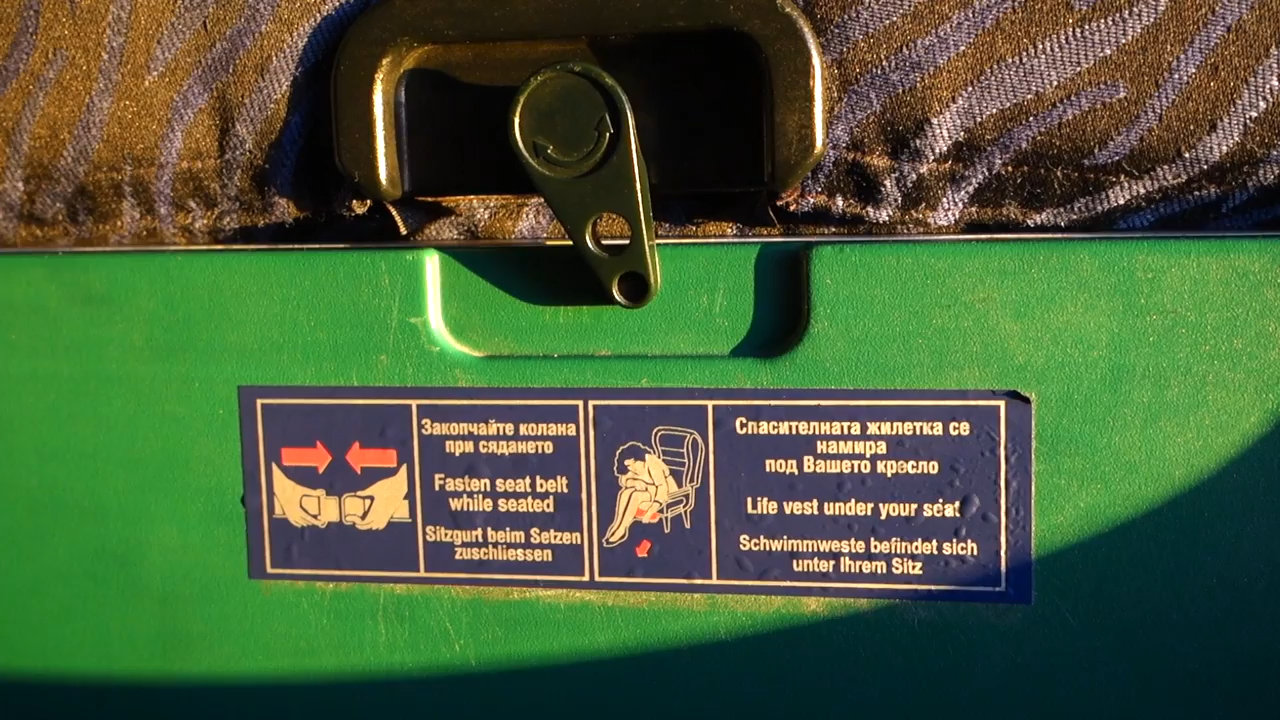 Закопчайте колана
при сядането
Fasten seat belt
while seated
Sitzgurt beim Setzen
zuschliessen
Спасителната жилетка се
намира
под Вашето кресло
Life vest under your seat
Schwimmweste befindet sich
unter Ihrem Sitz